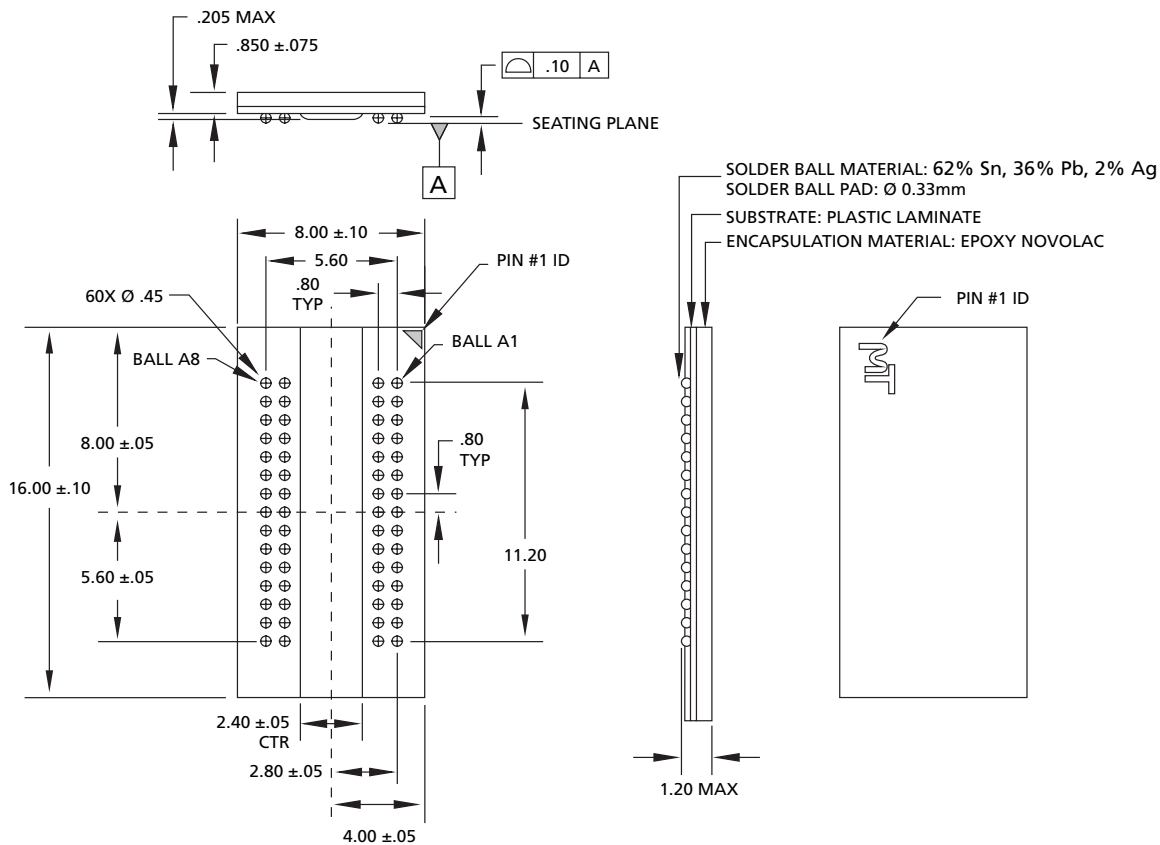 .205 MAX
.850 ±.075
.10 A
SEATING PLANE
A
SOLDER BALL MATERIAL: 62% Sn, 36% Pb, 2% Ag
SOLDER BALL PAD: Ø 0.33mm
SUBSTRATE: PLASTIC LAMINATE
ENCAPSULATION MATERIAL: EPOXY NOVOLAC
8.00 ±.10
5.60
PIN #1 ID
.80
TYP
60X Ø .45
BALL A8
BALL A1
PIN #1 ID
MT
8.00 ±.05
.80
TYP
16.00 ±.10
5.60 ±.05
11.20
2.40 ±.05
CTR
2.80 ±.05
4.00 ±.05
1.20 MAX